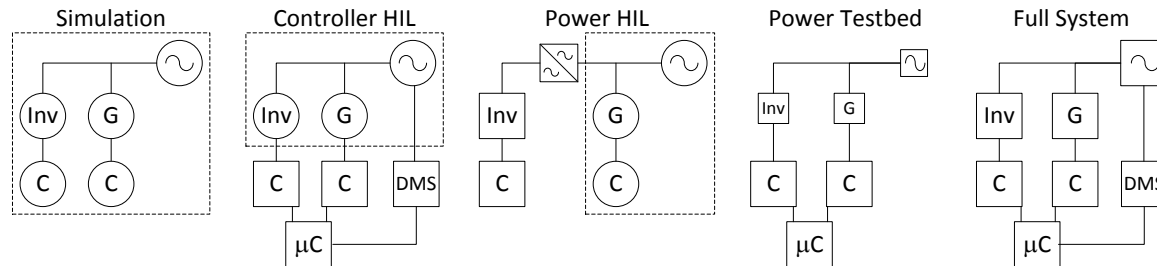 Simulation Controller HIL Power HIL Power Testbed Full System
Inv G Inv G Inv G Inv G Inv G
C C C C DMS C C C C C C DMS
μC μC μC